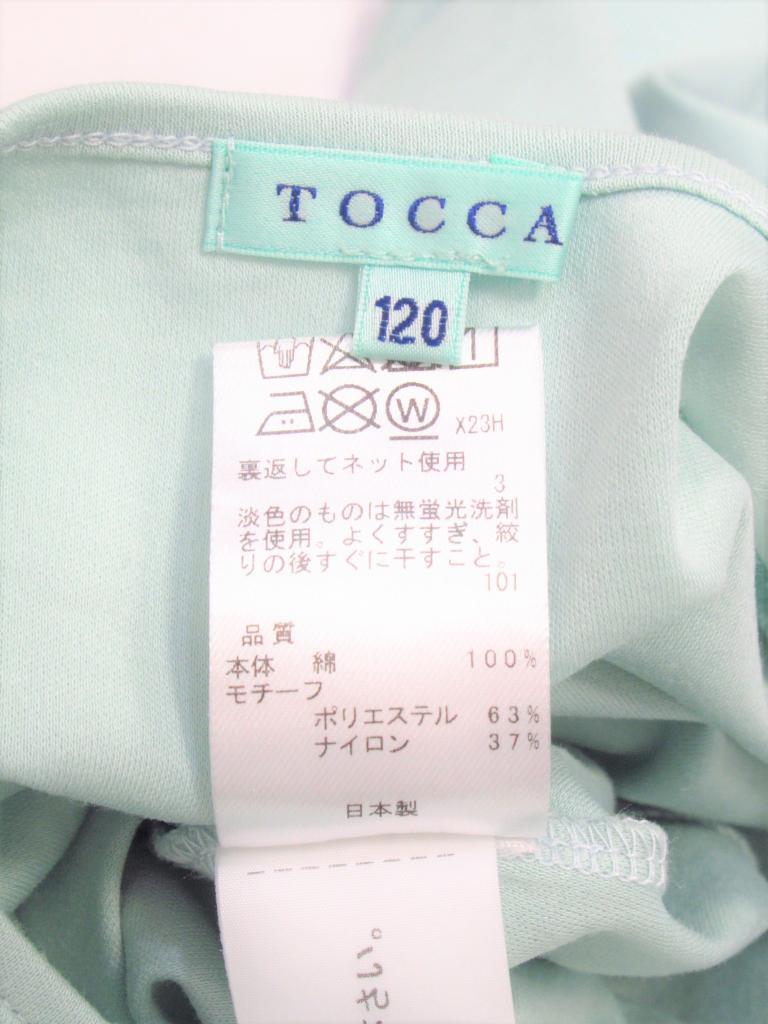 TOCCA
120
W X23H
裏返してネット使用
3
淡色のものは無蛍光洗剤
を使用。よくすすぎ、絞
りの後すぐに干すこと。
101
品質
本体 綿 100%
モチーフ
ポリエステル 63%
ナイロン 37%
日本製